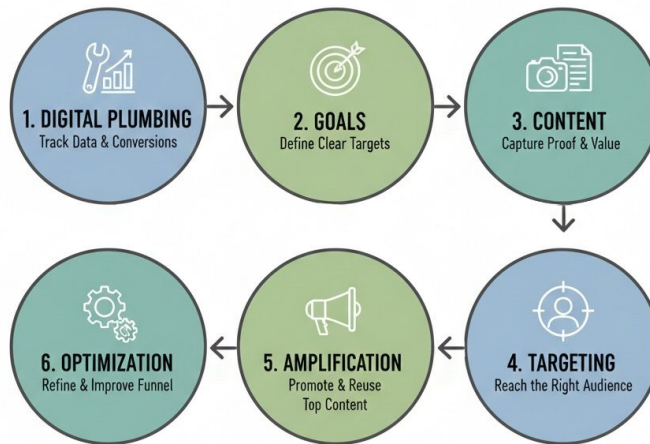 1. DIGITAL PLUMBING
Track Data & Conversions
2. GOALS
Define Clear Targets
3. CONTENT
Capture Proof & Value
4. TARGETING
Reach the Right Audience
5. AMPLIFICATION
Promote & Reuse
Top Content
6. OPTIMIZATION
Refine & Improve Funnel